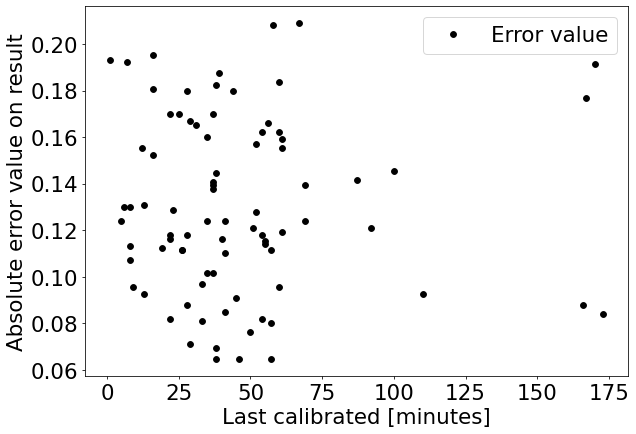 Error value
Absolute error value on result
0.20
0.18
0.16
0.14
0.12
0.10
0.08
0.06
0 25 50 75 100 125 150 175
Last calibrated [minutes]